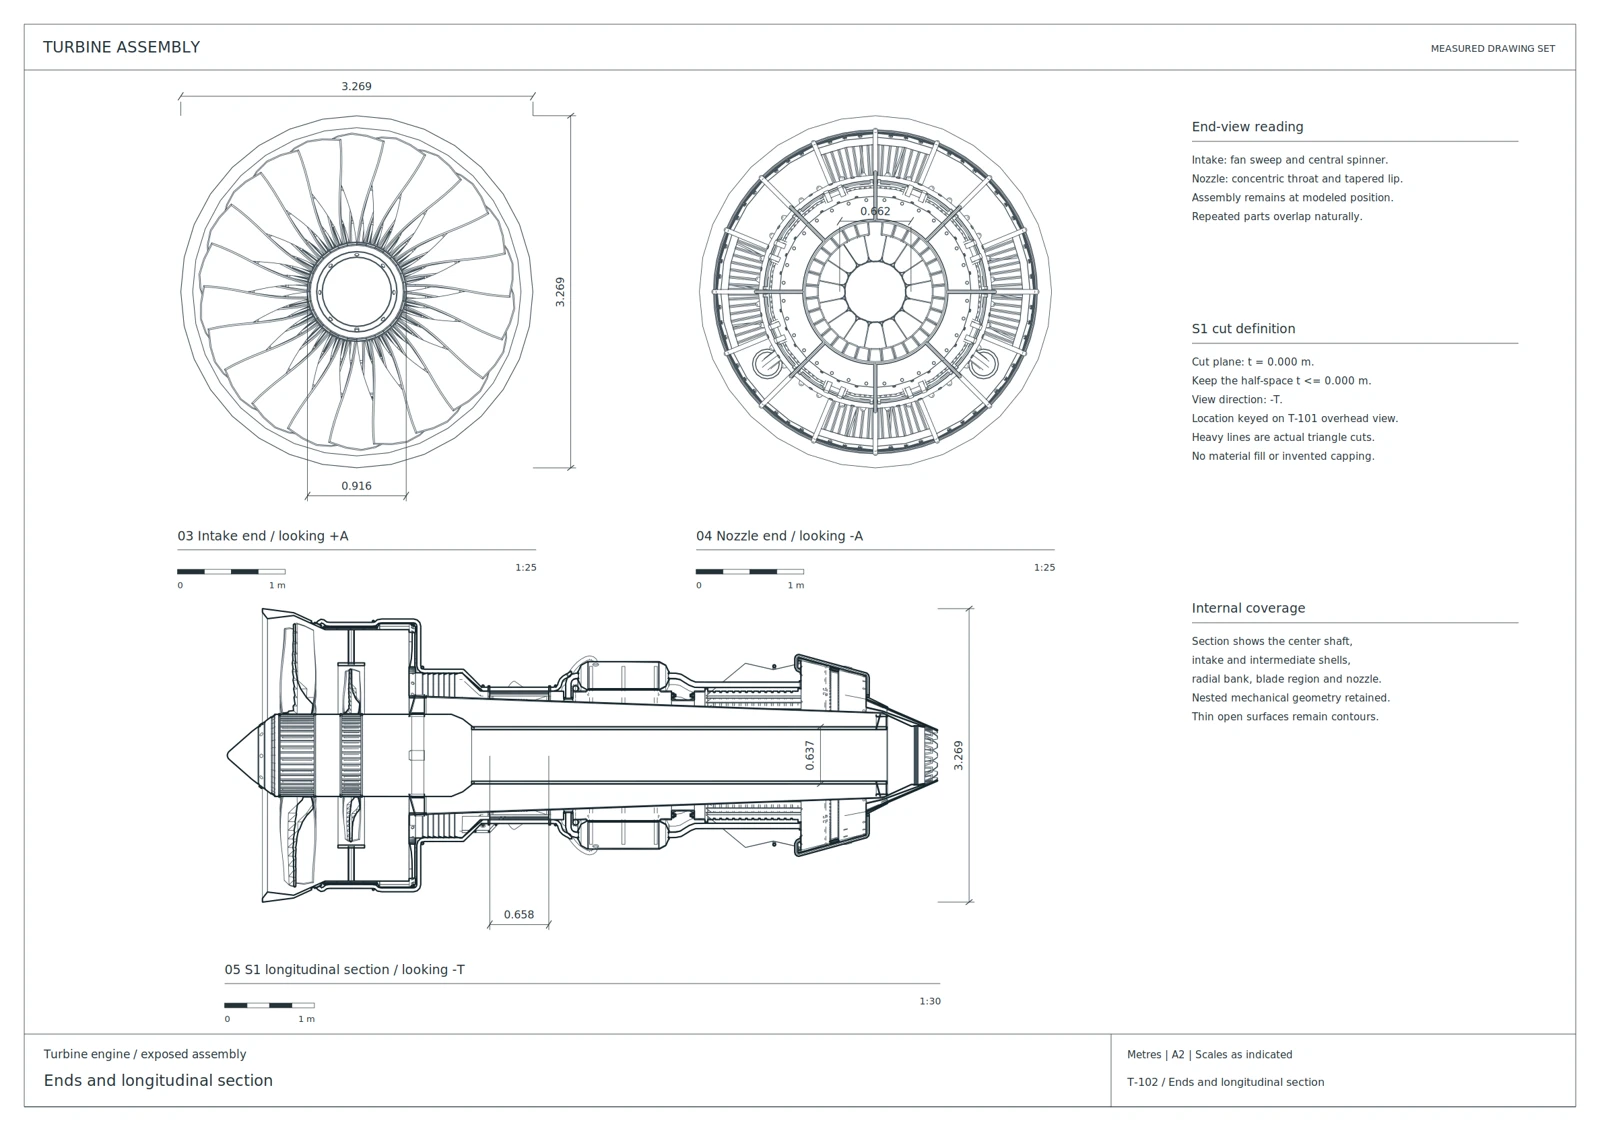 TURBINE ASSEMBLY
MEASURED DRAWING SET
3.269
3.269
0.916
0.662
03 Intake end / looking +A
1:25
0
1 m
04 Nozzle end / looking -A
1:25
0
1 m
End-view reading
Intake: fan sweep and central spinner.
Nozzle: concentric throat and tapered lip.
Assembly remains at modeled position.
Repeated parts overlap naturally.
S1 cut definition
Cut plane: t = 0.000 m.
Keep the half-space t <= 0.000 m.
View direction: -T.
Location keyed on T-101 overhead view.
Heavy lines are actual triangle cuts.
No material fill or invented capping.
Internal coverage
Section shows the center shaft,
intake and intermediate shells,
radial bank, blade region and nozzle.
Nested mechanical geometry retained.
Thin open surfaces remain contours.
0.637
3.269
0.658
05 S1 longitudinal section / looking -T
1:30
0
1 m
Turbine engine / exposed assembly
Ends and longitudinal section
Metres | A2 | Scales as indicated
T-102 / Ends and longitudinal section